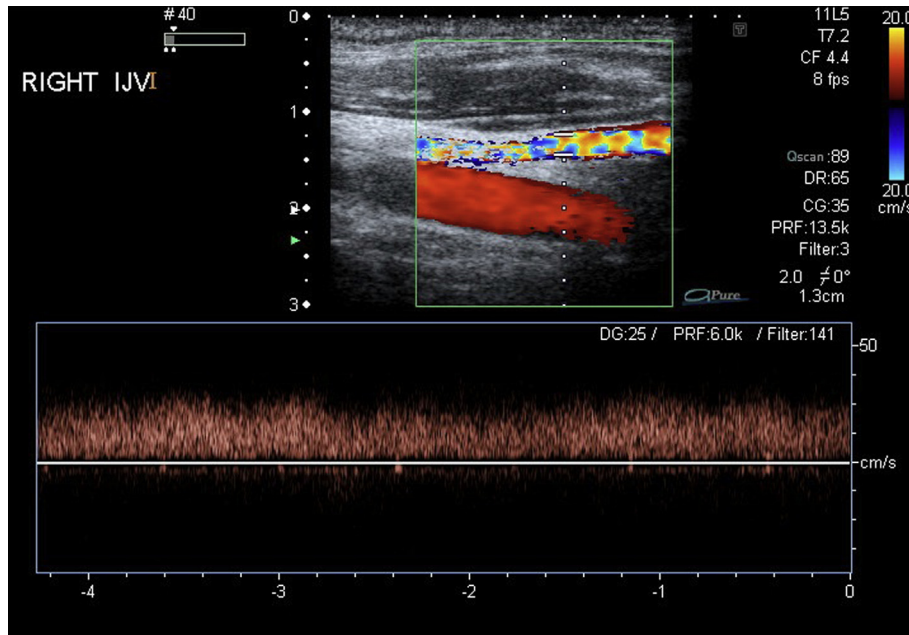 #40
RIGHT IJV
0
1
2
3
11L5
T7.2
CF 4.4
8 fps
Qscan :89
DR:65
CG:35
PRF:13.5k
Filter:3
2.0 ≠0°
1.3cm
20.0
20.0
cm/s
T
aPure
DG:25 / PRF:6.0k / Filter:141
50
cm/s
-4 -3 -2 -1 0